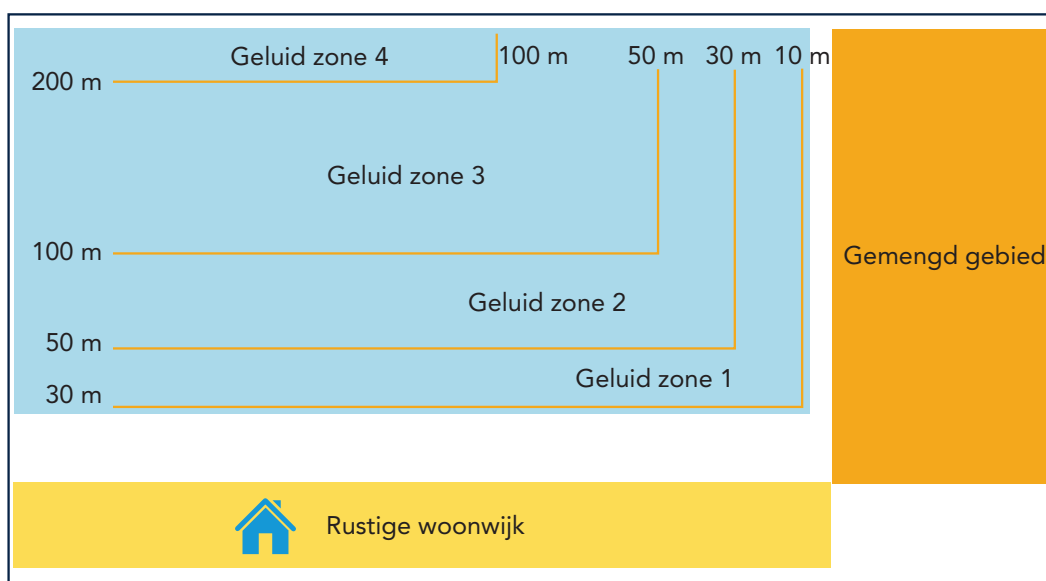 Geluid zone 4
100 m
50 m
30 m
10 m
200 m
Geluid zone 3
100 m
Gemengd gebied
Geluid zone 2
50 m
Geluid zone 1
30 m
Rustige woonwijk